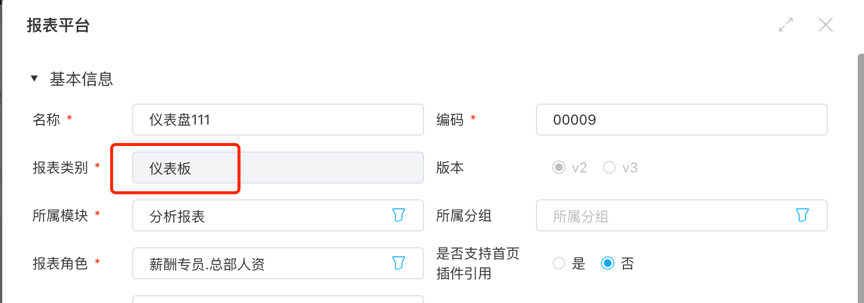 报表平台
基本信息
名称 * 仪表盘111 编码 * 00009
报表类别 * 仪表板 版本 v2 v3
所属模块 * 分析报表 所属分组 所属分组
报表角色 * 薪酬专员.总部人资 是否支持首页 是 否
插件引用